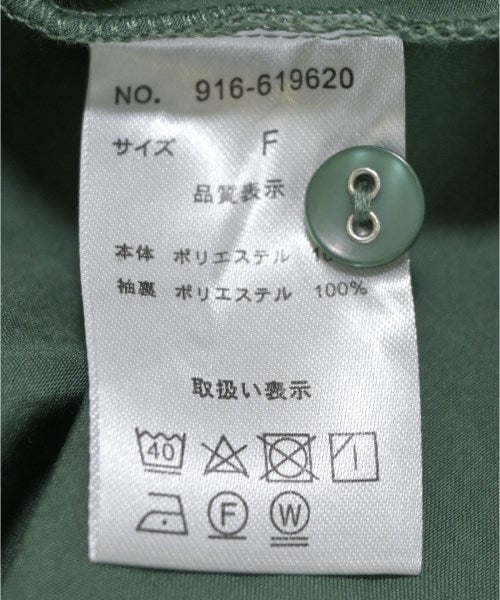 NO. 916-619620
サイズ F
品質表示
本体 ポリエステル
袖裏 ポリエステル 100%
取扱い表示
40
F W